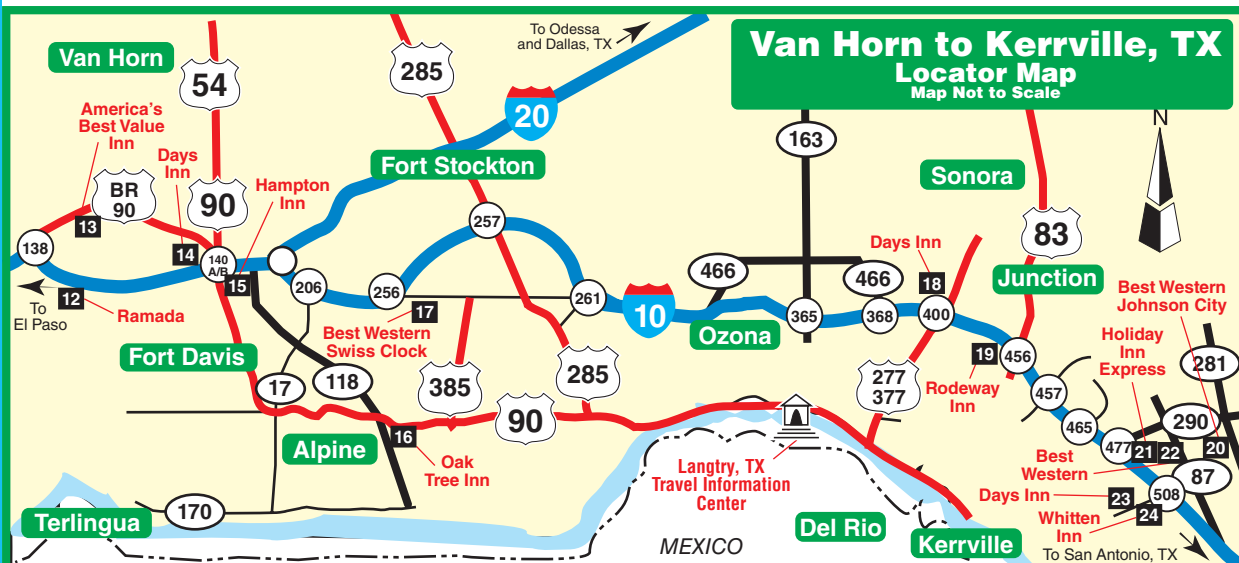 Van Horn to Kerrville, TX
Locator Map
Map Not to Scale
To Odessa
and Dallas, TX
Van Horn
54
285
20
N
America's
Best Value
Inn
Days
Inn
BR
90
90
Hampton
Inn
Fort Stockton
163
Sonora
83
13
14
15
138
140
A/B
257
12
Ramada
To
El Paso
206
256
17
Best Western
Swiss Clock
261
10
466
466
Ozona
365
368
Days Inn
18
400
Junction
Best Western
Johnson City
Holiday
Inn
Express
281
Fort Davis
17
118
385
285
277
377
19
Rodeway
Inn
456
457
465
477
290
21
22
20
Alpine
16
Oak
Tree Inn
90
Langtry, TX
Travel Information
Center
Best
Western
87
Days Inn
23
508
Whitten
Inn
24
Terlingua
170
MEXICO
Del Rio
Kerrville
To San Antonio, TX